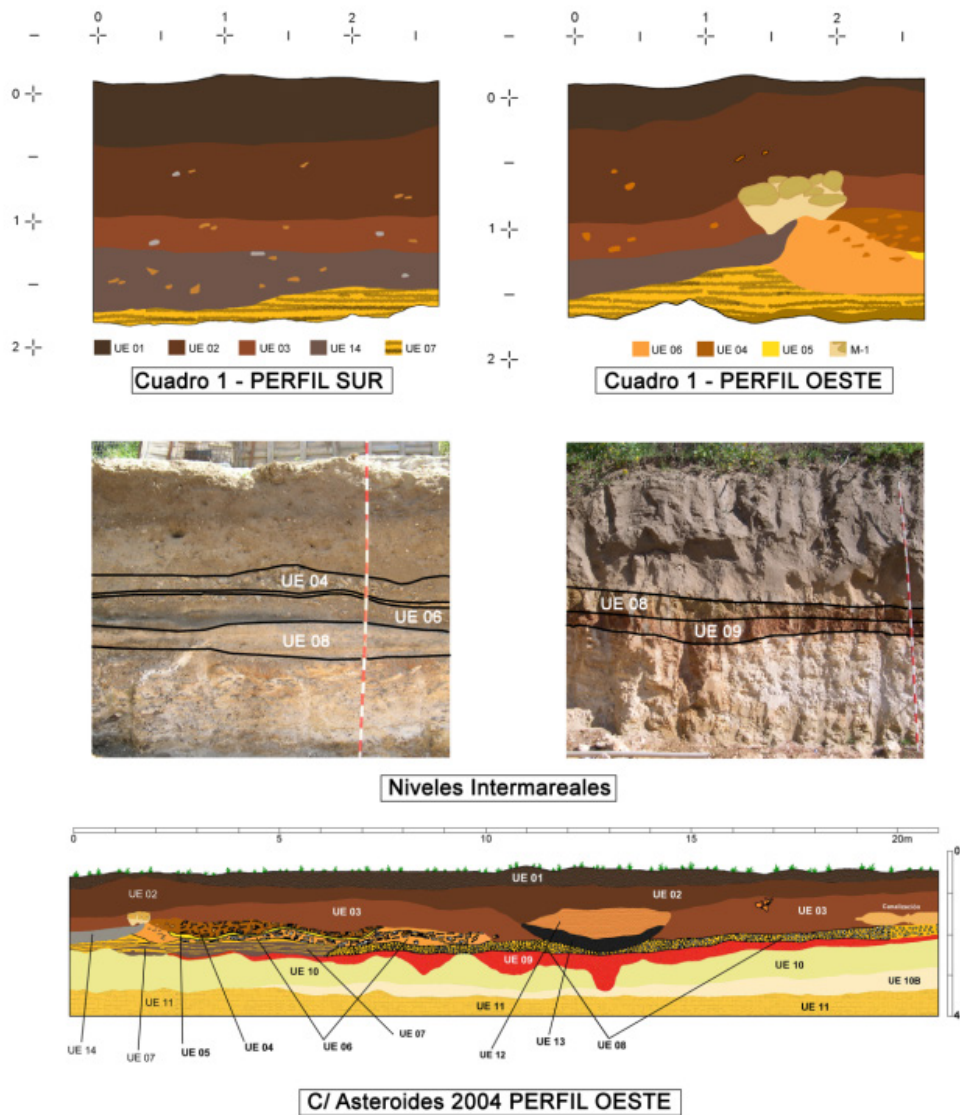 0 1 2
0 1 2
0
1
2
0
1
2
UE 01 UE 02 UE 03 UE 14 UE 07
UE 06 UE 04 UE 05 M-1
Cuadro 1 - PERFIL SUR
Cuadro 1 - PERFIL OESTE
UE 04
UE 06
UE 08
UE 08
UE 09
Niveles Intermareales
0 5 10 15 20m
0
UE 01
UE 02 UE 02
UE 03 UE 03
Canalización
UE 09
UE 10 UE 10
UE 10B
UE 11 UE 11 UE 11
4
UE 14 UE 07 UE 05 UE 04 UE 06 UE 07 UE 12 UE 13 UE 08
C/ Asteroides 2004 PERFIL OESTE